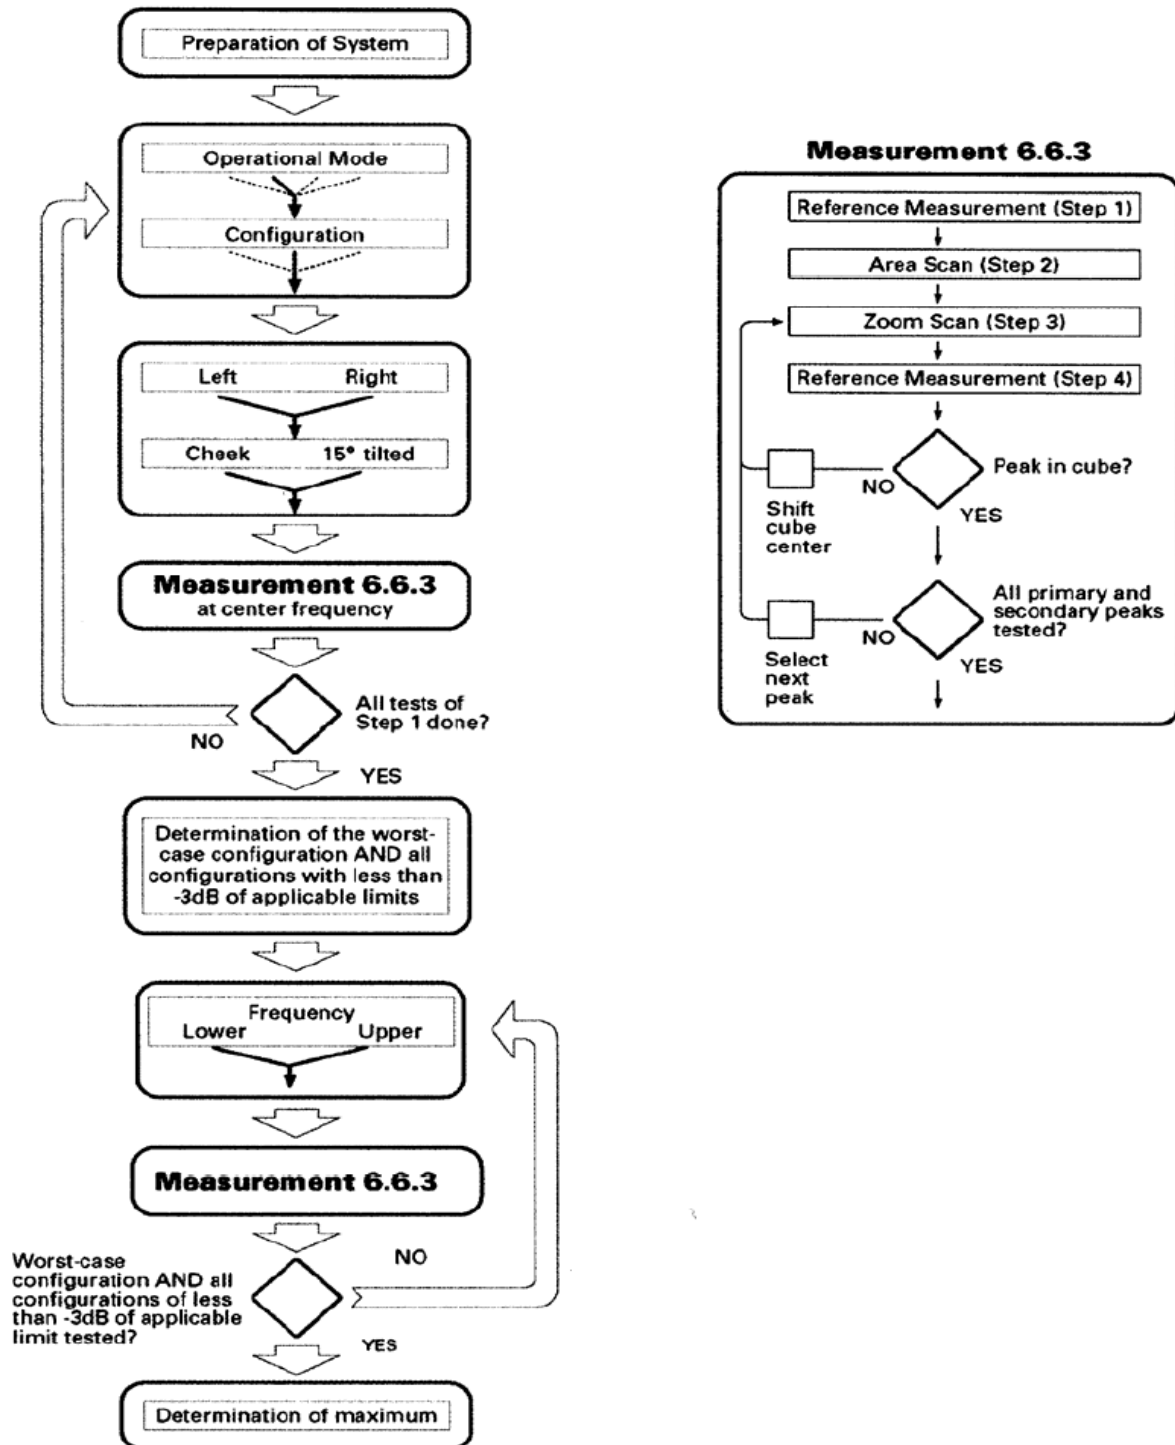 Preparation of System
Operational Mode
Configuration
Left Right
Cheek 15° tilted
Measurement 6.6.3
at center frequency
All tests of
Step 1 done?
NO
YES
Determination of the worst-
case configuration AND all
configurations with less than
-3dB of applicable limits
Frequency
Lower Upper
Measurement 6.6.3
NO
Worst-case
configuration AND all
configurations of less
than -3dB of applicable
limit tested?
YES
Determination of maximum
Measurement 6.6.3
Reference Measurement (Step 1)
Area Scan (Step 2)
Zoom Scan (Step 3)
Reference Measurement (Step 4)
Peak in cube?
NO
YES
Shift
cube
center
All primary and
secondary peaks
tested?
NO
YES
Select
next
peak